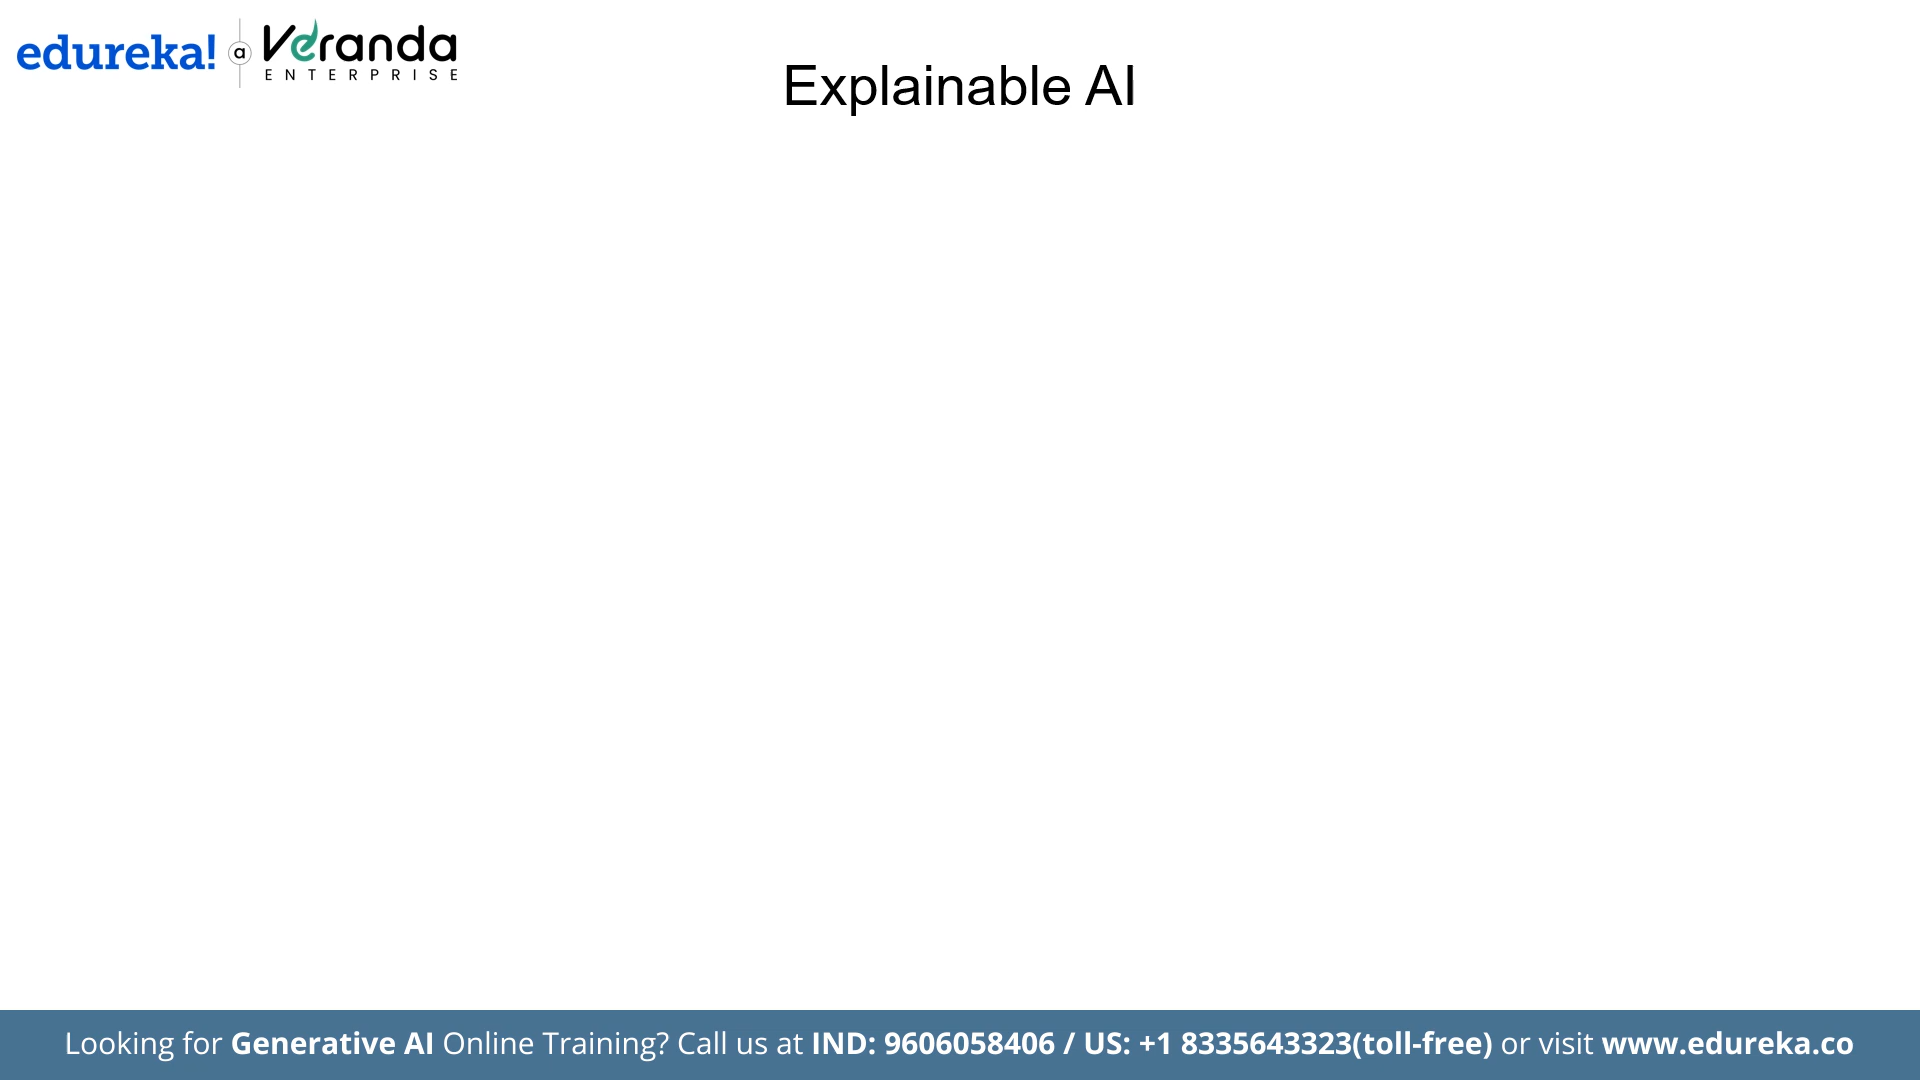 edureka! a Veranda
ENTERPRISE
Explainable AI
Looking for Generative AI Online Training? Call us at IND: 9606058406 / US: +1 8335643323(toll-free) or visit www.edureka.co